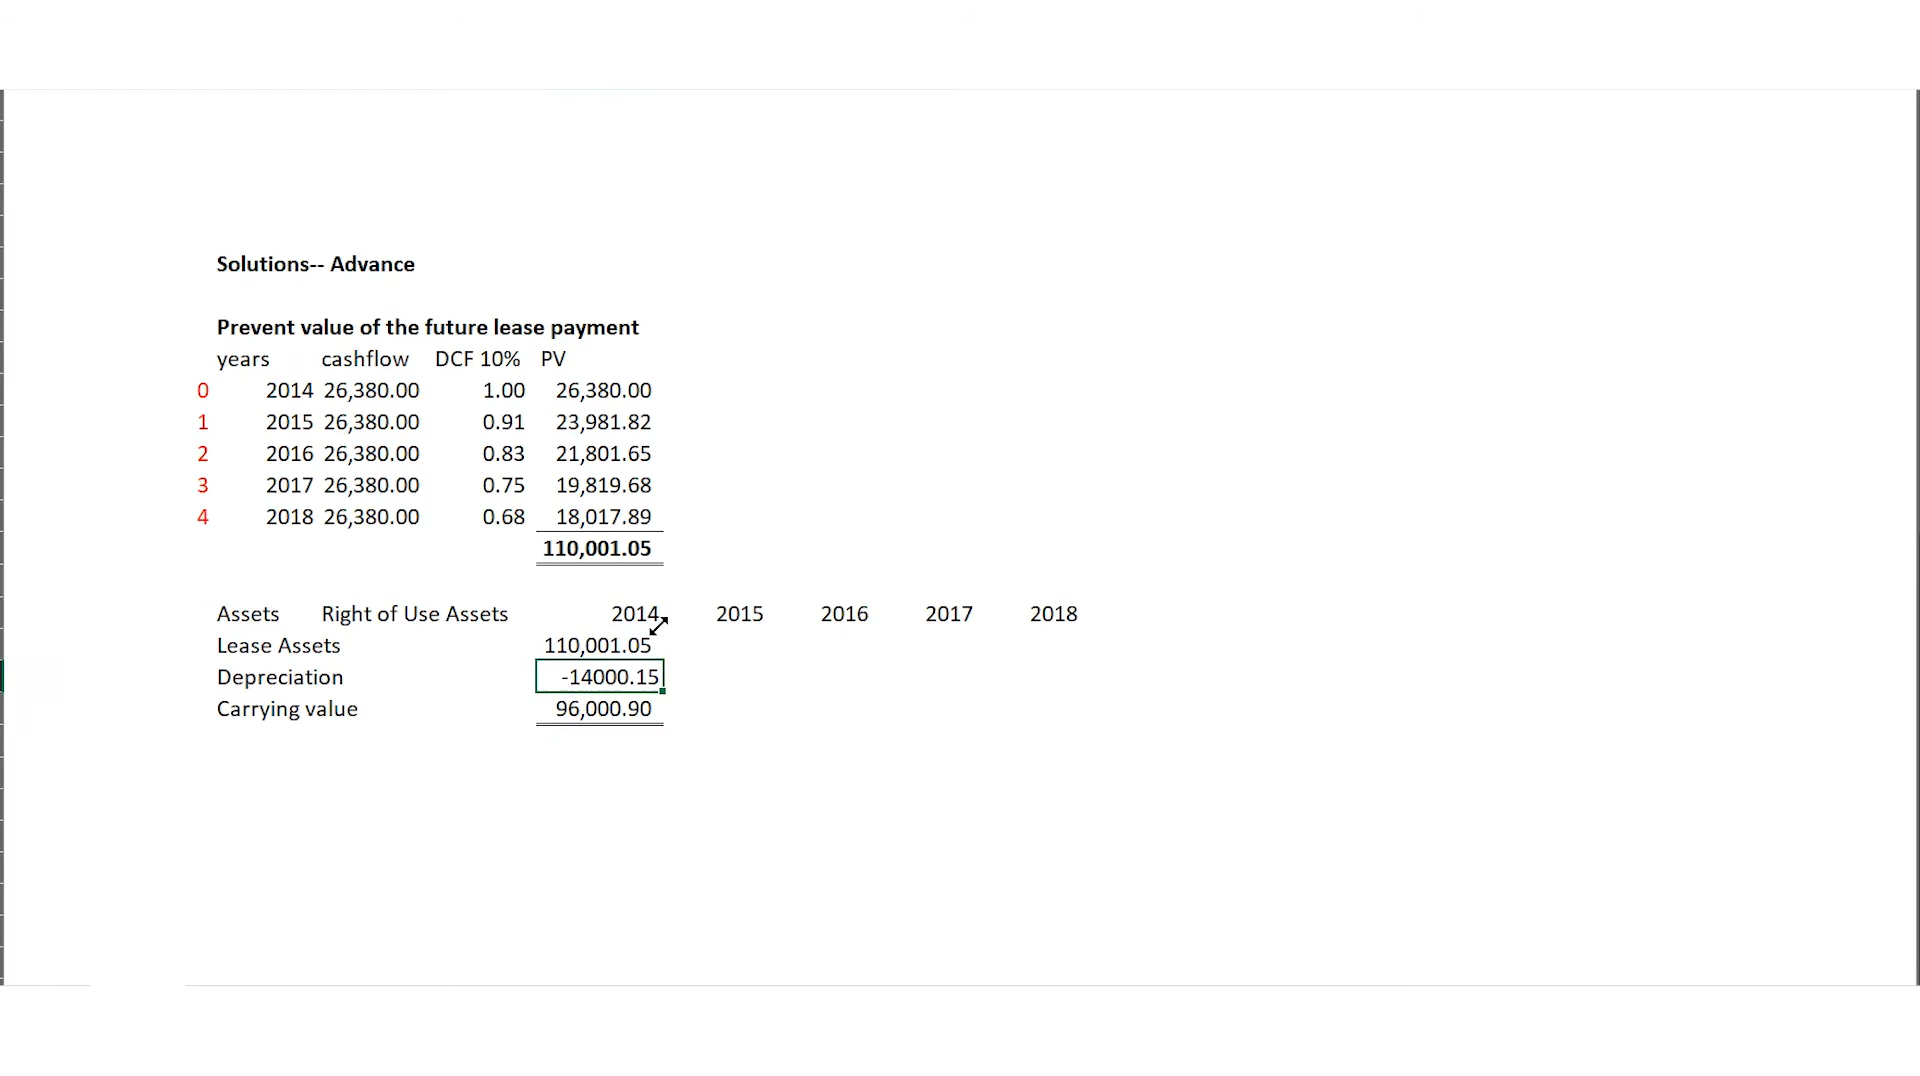 Solutions-- Advance
Prevent value of the future lease payment
years cashflow DCF 10% PV
0 2014 26,380.00 1.00 26,380.00
1 2015 26,380.00 0.91 23,981.82
2 2016 26,380.00 0.83 21,801.65
3 2017 26,380.00 0.75 19,819.68
4 2018 26,380.00 0.68 18,017.89
110,001.05
Assets Right of Use Assets 2014 2015 2016 2017 2018
Lease Assets 110,001.05
Depreciation -14000.15
Carrying value 96,000.90